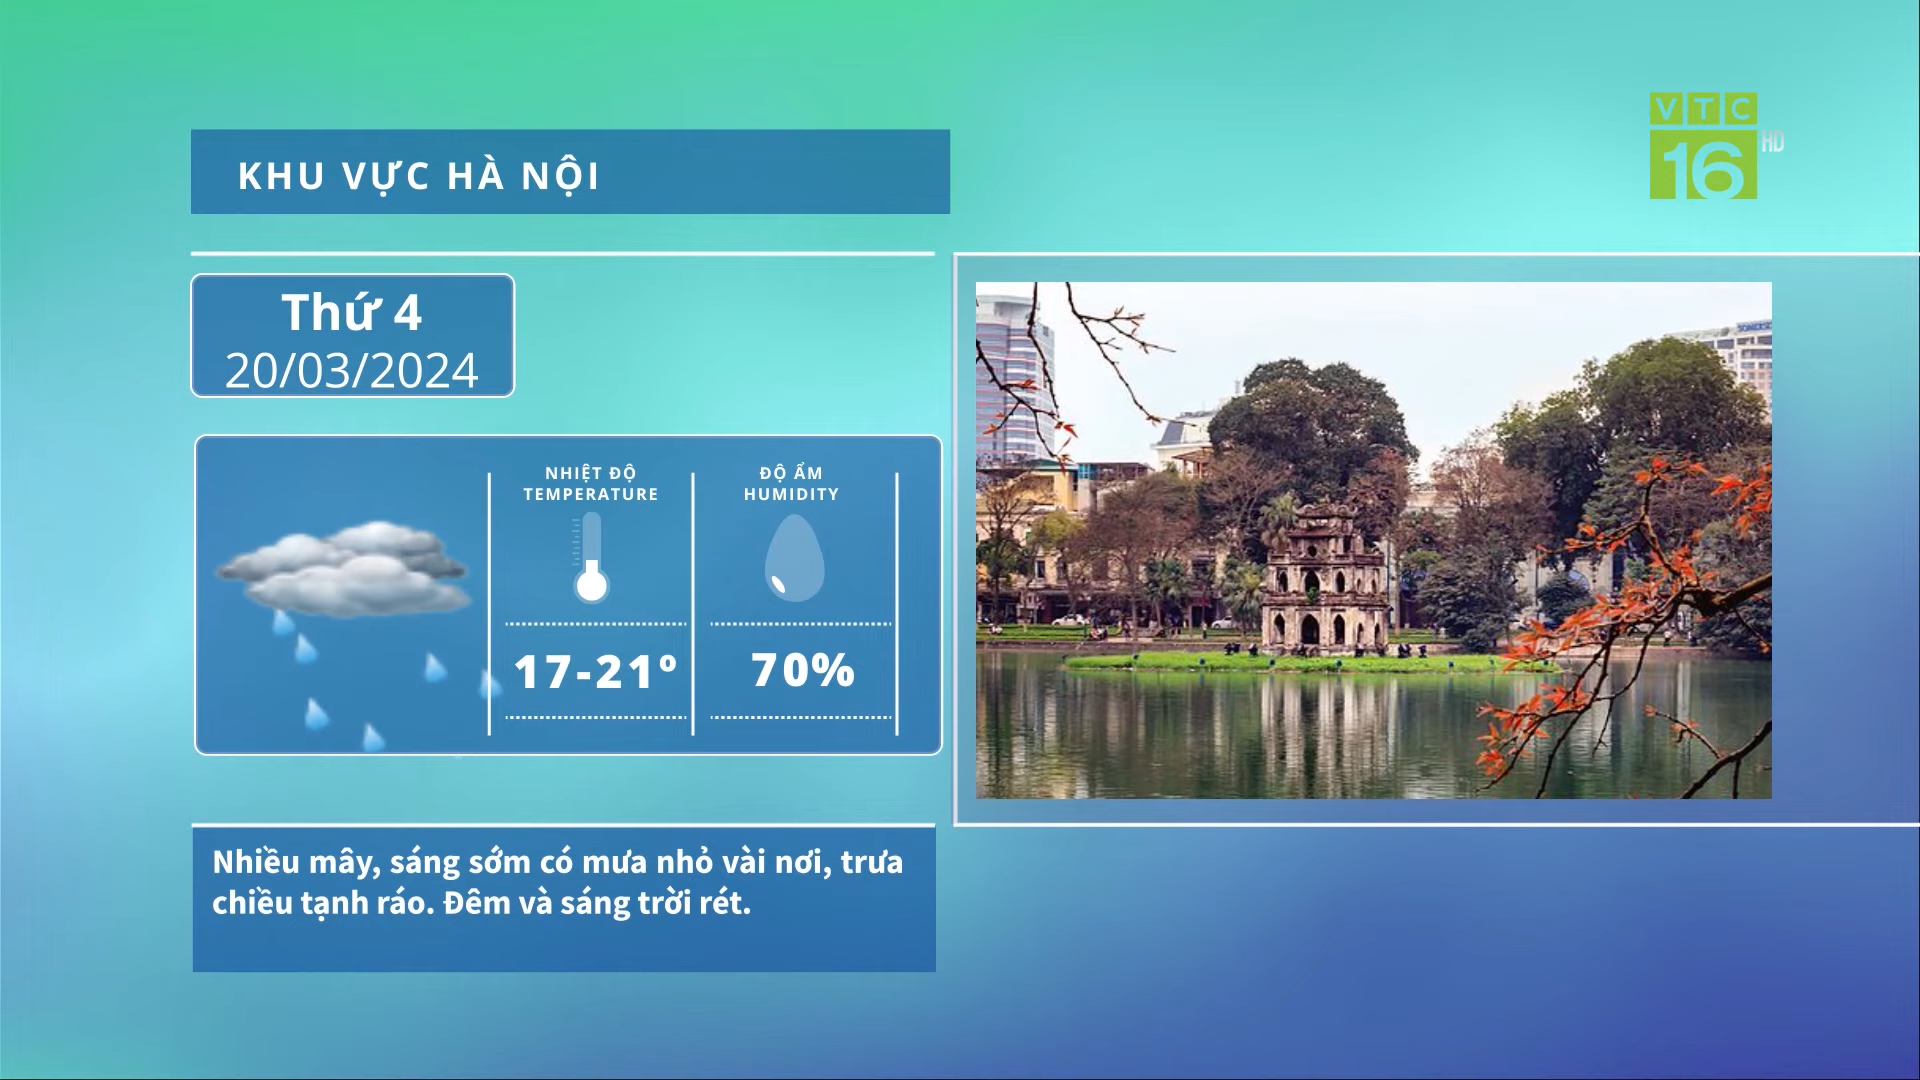 VTC
16 HD
KHU VỰC HÀ NỘI
Thứ 4
20/03/2024
NHIỆT ĐỘ
TEMPERATURE
17-21º
ĐỘ ẨM
HUMIDITY
70%
Nhiều mây, sáng sớm có mưa nhỏ vài nơi, trưa
chiều tạnh ráo. Đêm và sáng trời rét.